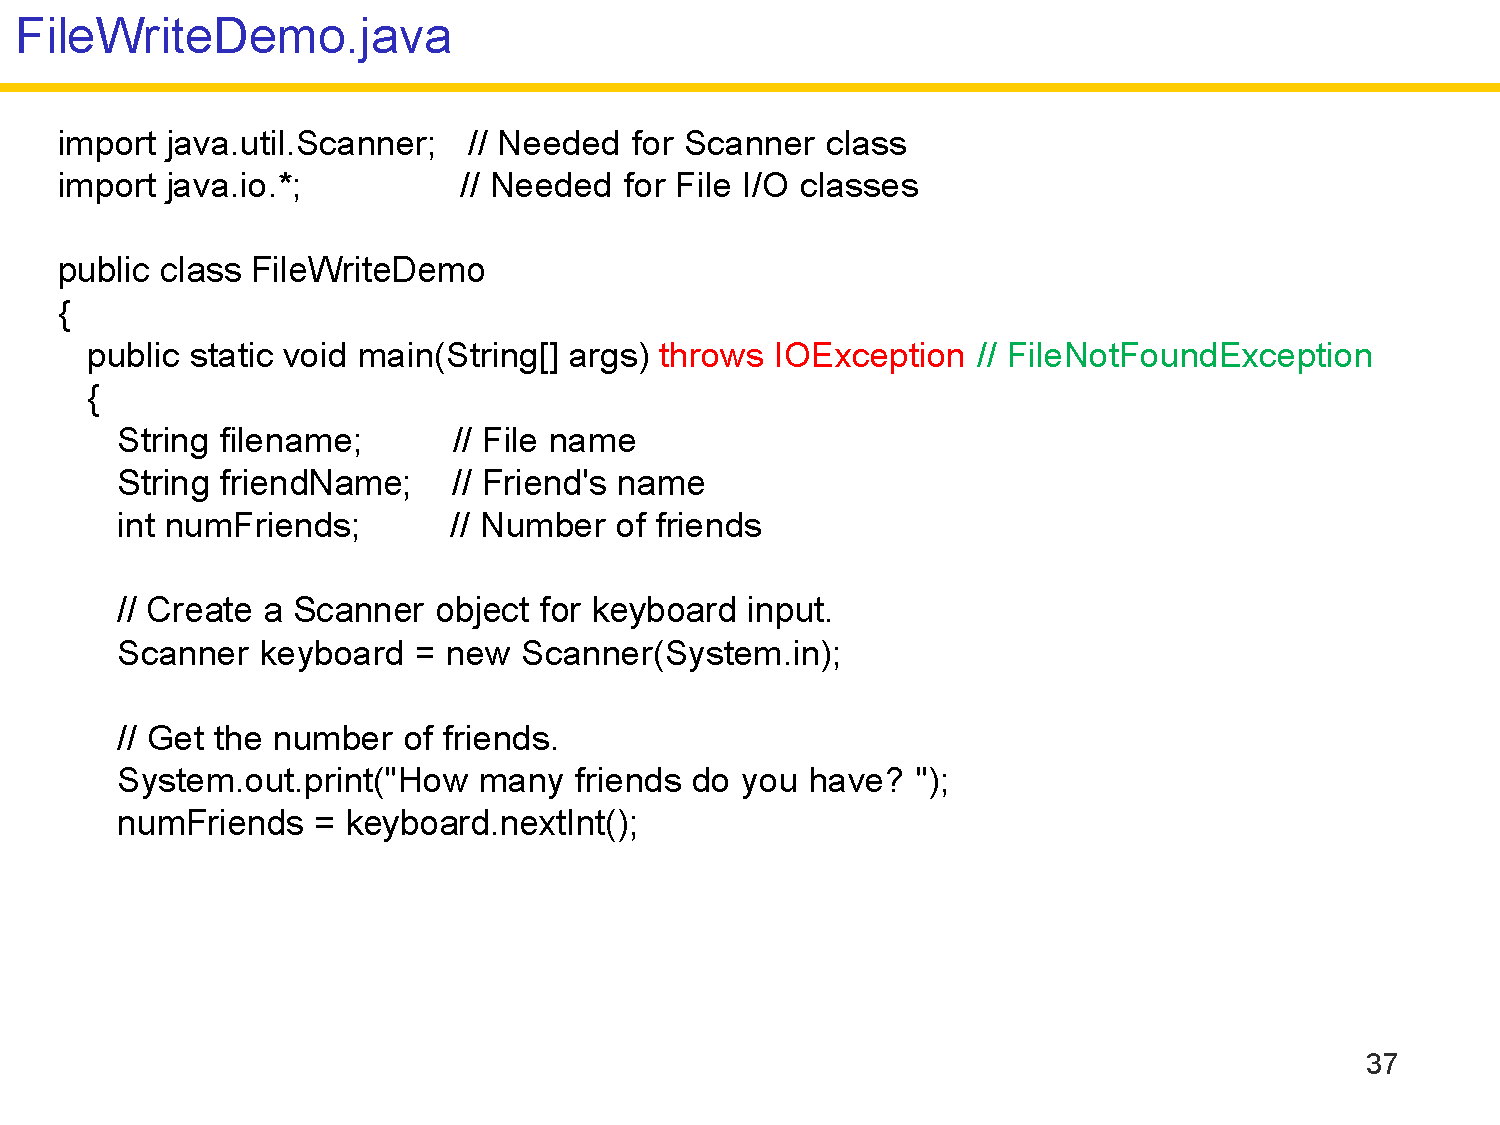 FileWriteDemo.java
import java.util.Scanner; // Needed for Scanner class
import java.io.*; // Needed for File I/O classes
public class FileWriteDemo
{
public static void main(String[] args) throws IOException // FileNotFoundException
{
String filename; // File name
String friendName; // Friend's name
int numFriends; // Number of friends
// Create a Scanner object for keyboard input.
Scanner keyboard = new Scanner(System.in);
// Get the number of friends.
System.out.print("How many friends do you have? ");
numFriends = keyboard.nextInt();
37